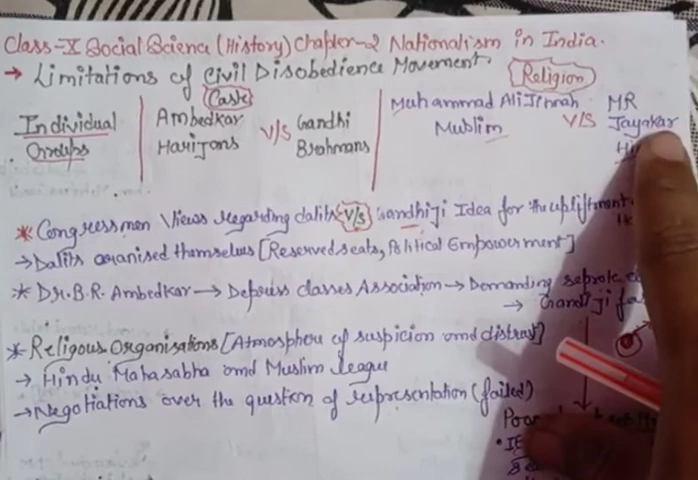 Class-X Social Science (History) Chapter-2 Nationalism in India.
→ Limitations of Civil Disobedience Movement.
Caste
Religion
Individual
Groups
Ambedkar
Harijans
V/S
Gandhi
Brahmans
Muhammad Ali Jinnah
Muslim
V/S
MR
Jayakar
* Congressmen Views regarding dalits V/S Gandhiji Idea for the upliftment
→ Dalits organised themselves [Reserved seats, Political Empowerment]
* Dr. B.R. Ambedkar → Depress classes Association → Demanding
→ Gandhiji
* Religous Organisations [Atmosphere of suspicion and distrust]
→ Hindu Mahasabha and Muslim League
→ Negotiations over the question of representation (failed)